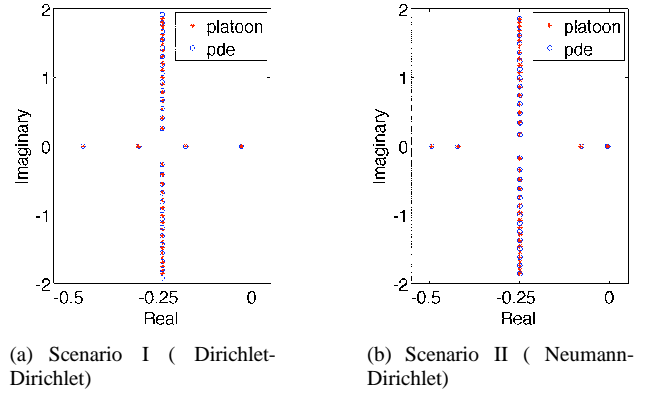 2
1
0
-1
-2
Imaginary
platoon
pde
-0.5
-0.25
0
Real
(a) Scenario I ( Dirichlet-
Dirichlet)
2
1
0
-1
-2
Imaginary
platoon
pde
-0.5
-0.25
0
Real
(b) Scenario II ( Neumann-
Dirichlet)